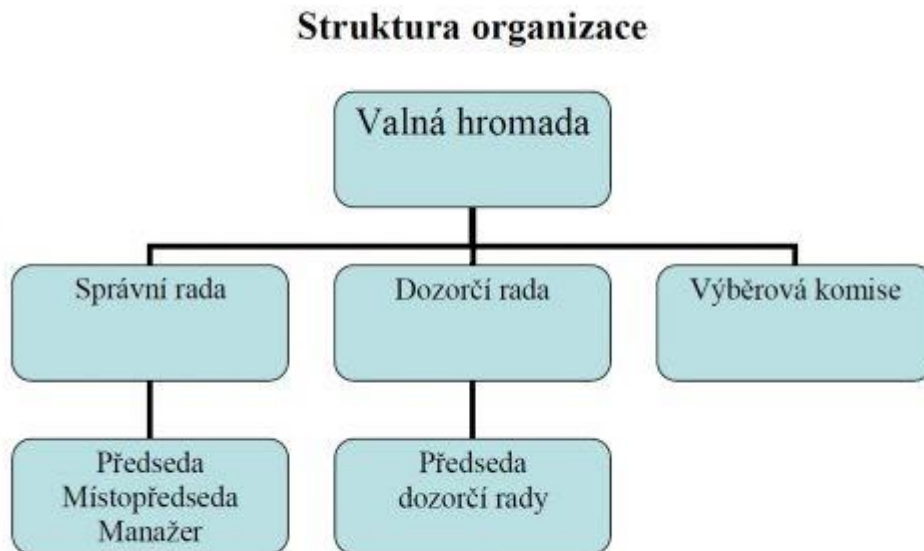 Struktura organizace
Valná hromada
Správní rada
Dozorčí rada
Výběrová komise
Předseda
Místopředseda
Manažer
Předseda
dozorčí rady